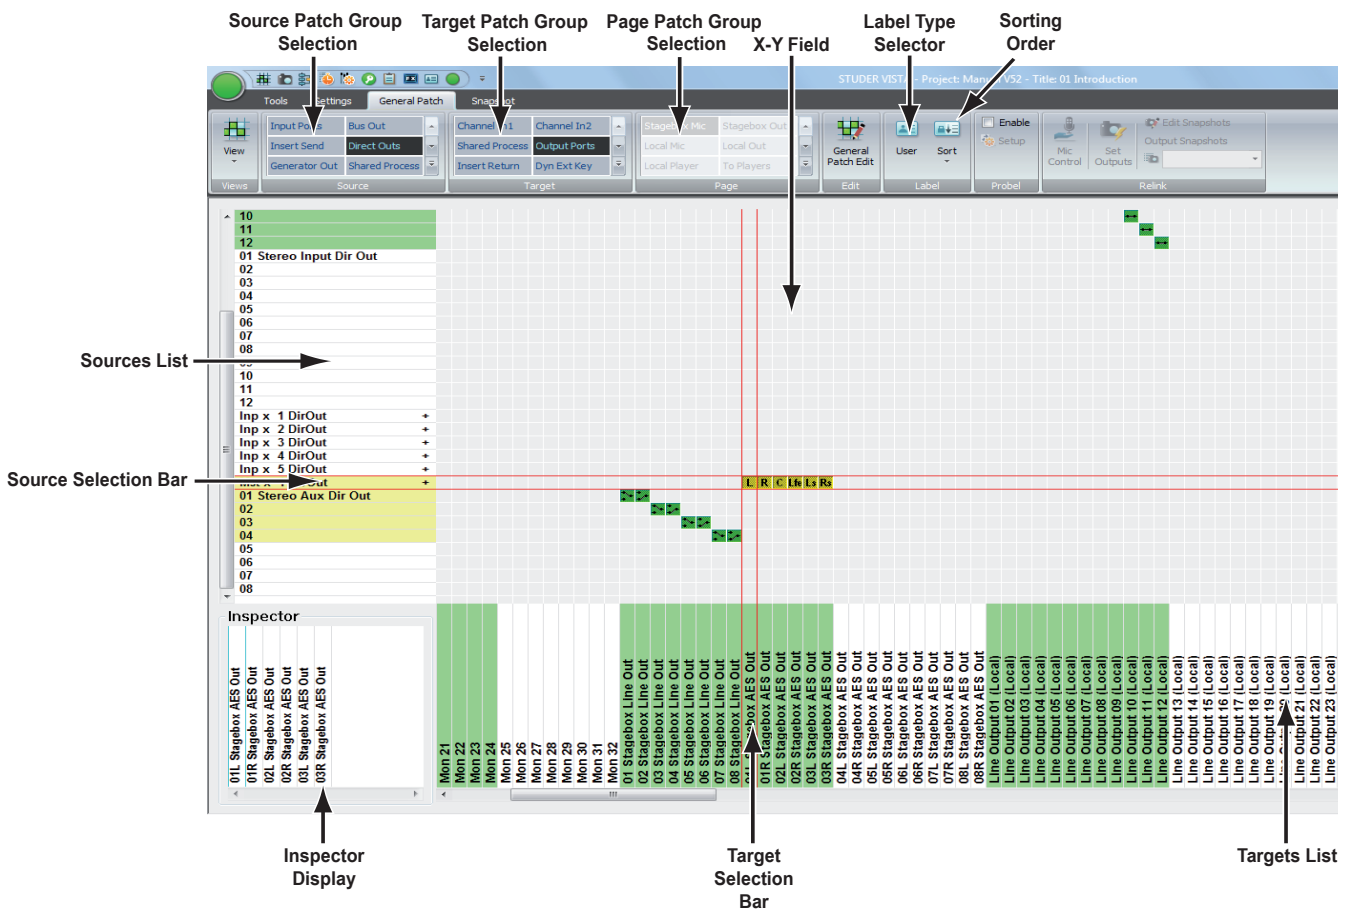 Source Patch Group
Selection
Target Patch Group
Selection
Page Patch Group
Selection
X-Y Field
Label Type
Selector
Sorting
Order
STUDER VISTA - Project: Manual V52 - Title: 01 Introduction
Tools Settings General Patch Snapshot
View
Views
Input Ports Bus Out
Insert Send Direct Outs
Generator Out Shared Process
Source
Channel In1 Channel In2
Shared Process Output Ports
Insert Return Dyn Ext Key
Target
Stagebox Mic Stagebox Out
Local Mic Local Out
Local Player To Players
Page
General
Patch Edit
Edit
User Sort
Label
Enable
Setup
Probel
Mic
Control
Set
Outputs
Edit Snapshots
Output Snapshots
Relink
10
11
12
01 Stereo Input Dir Out
02
03
04
05
06
07
08
10
11
12
Inp x 1 DirOut
Inp x 2 DirOut
Inp x 3 DirOut
Inp x 4 DirOut
Inp x 5 DirOut
L R C Lfe Ls Rs
01 Stereo Aux Dir Out
02
03
04
05
06
07
08
Sources List
Source Selection Bar
Inspector
01L Stagebox AES Out
01R Stagebox AES Out
02L Stagebox AES Out
02R Stagebox AES Out
03L Stagebox AES Out
03R Stagebox AES Out
Mon 21
Mon 22
Mon 23
Mon 24
Mon 25
Mon 26
Mon 27
Mon 28
Mon 29
Mon 30
Mon 31
Mon 32
01 Stagebox Line Out
02 Stagebox Line Out
03 Stagebox Line Out
04 Stagebox Line Out
05 Stagebox Line Out
06 Stagebox Line Out
07 Stagebox Line Out
08 Stagebox Line Out
AES Out
01R Stagebox AES Out
02L Stagebox AES Out
02R Stagebox AES Out
03L Stagebox AES Out
03R Stagebox AES Out
04L Stagebox AES Out
04R Stagebox AES Out
05L Stagebox AES Out
05R Stagebox AES Out
06L Stagebox AES Out
06R Stagebox AES Out
07L Stagebox AES Out
07R Stagebox AES Out
08L Stagebox AES Out
08R Stagebox AES Out
Line Output 01 (Local)
Line Output 02 (Local)
Line Output 03 (Local)
Line Output 04 (Local)
Line Output 05 (Local)
Line Output 06 (Local)
Line Output 07 (Local)
Line Output 08 (Local)
Line Output 09 (Local)
Line Output 10 (Local)
Line Output 11 (Local)
Line Output 12 (Local)
Line Output 13 (Local)
Line Output 14 (Local)
Line Output 15 (Local)
Line Output 16 (Local)
Line Output 17 (Local)
Line Output 18 (Local)
Line Output 19 (Local)
(Local)
Line Output 21 (Local)
Line Output 22 (Local)
Line Output 23 (Local)
Inspector
Display
Target
Selection
Bar
Targets List